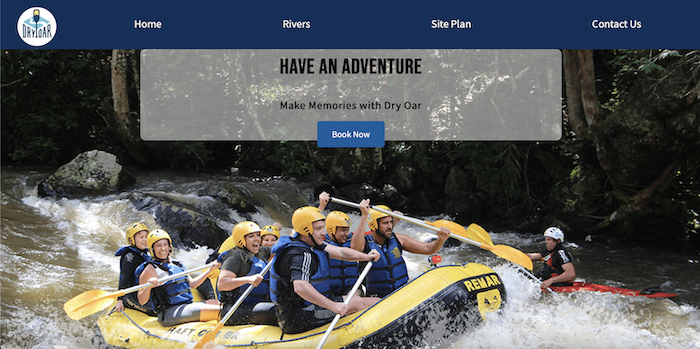 DRY OAR
Home
Rivers
Site Plan
Contact Us
HAVE AN ADVENTURE
Make Memories with Dry Oar
Book Now
REMAR